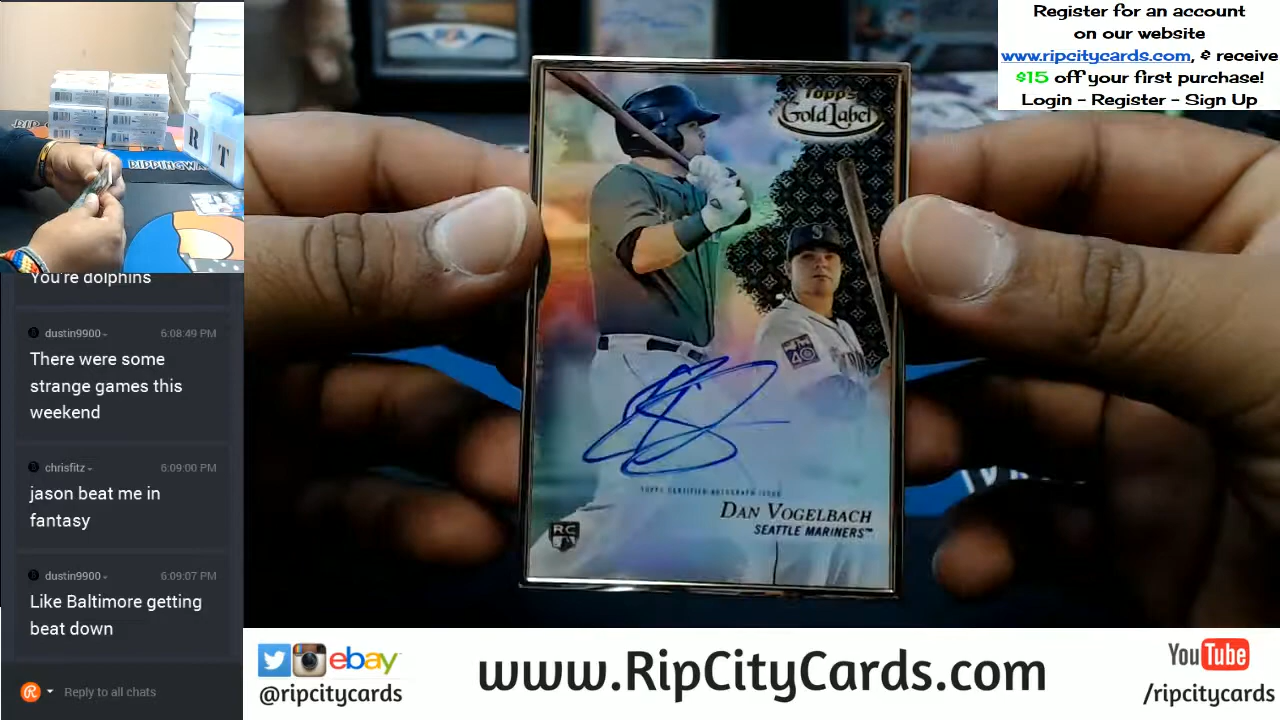 Register for an account
on our website
www.ripcitycards.com, & receive
$15 off your first purchase!
Login - Register - Sign Up
R
T
RIPPINGWA
You're dolphins
dustin9900
6:08:49 PM
There were some
strange games this
weekend
chrisfitz
6:09:00 PM
jason beat me in
fantasy
dustin9900
6:09:07 PM
Like Baltimore getting
beat down
Reply to all chats
Topps
Gold Label
S
40
TOPPS CERTIFIED AUTOGRAPH ISSUE
DAN VOGELBACH
SEATTLE MARINERS™
RC
ebay
@ripcitycards
www.RipCityCards.com
YouTube
/ripcitycards